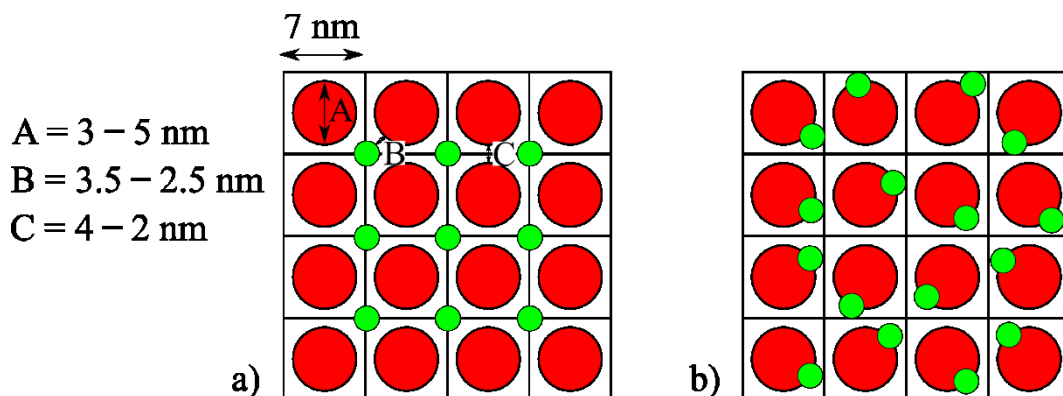 7 nm
A
A = 3 – 5 nm
B
C
B = 3.5 – 2.5 nm
C = 4 – 2 nm
a)
b)